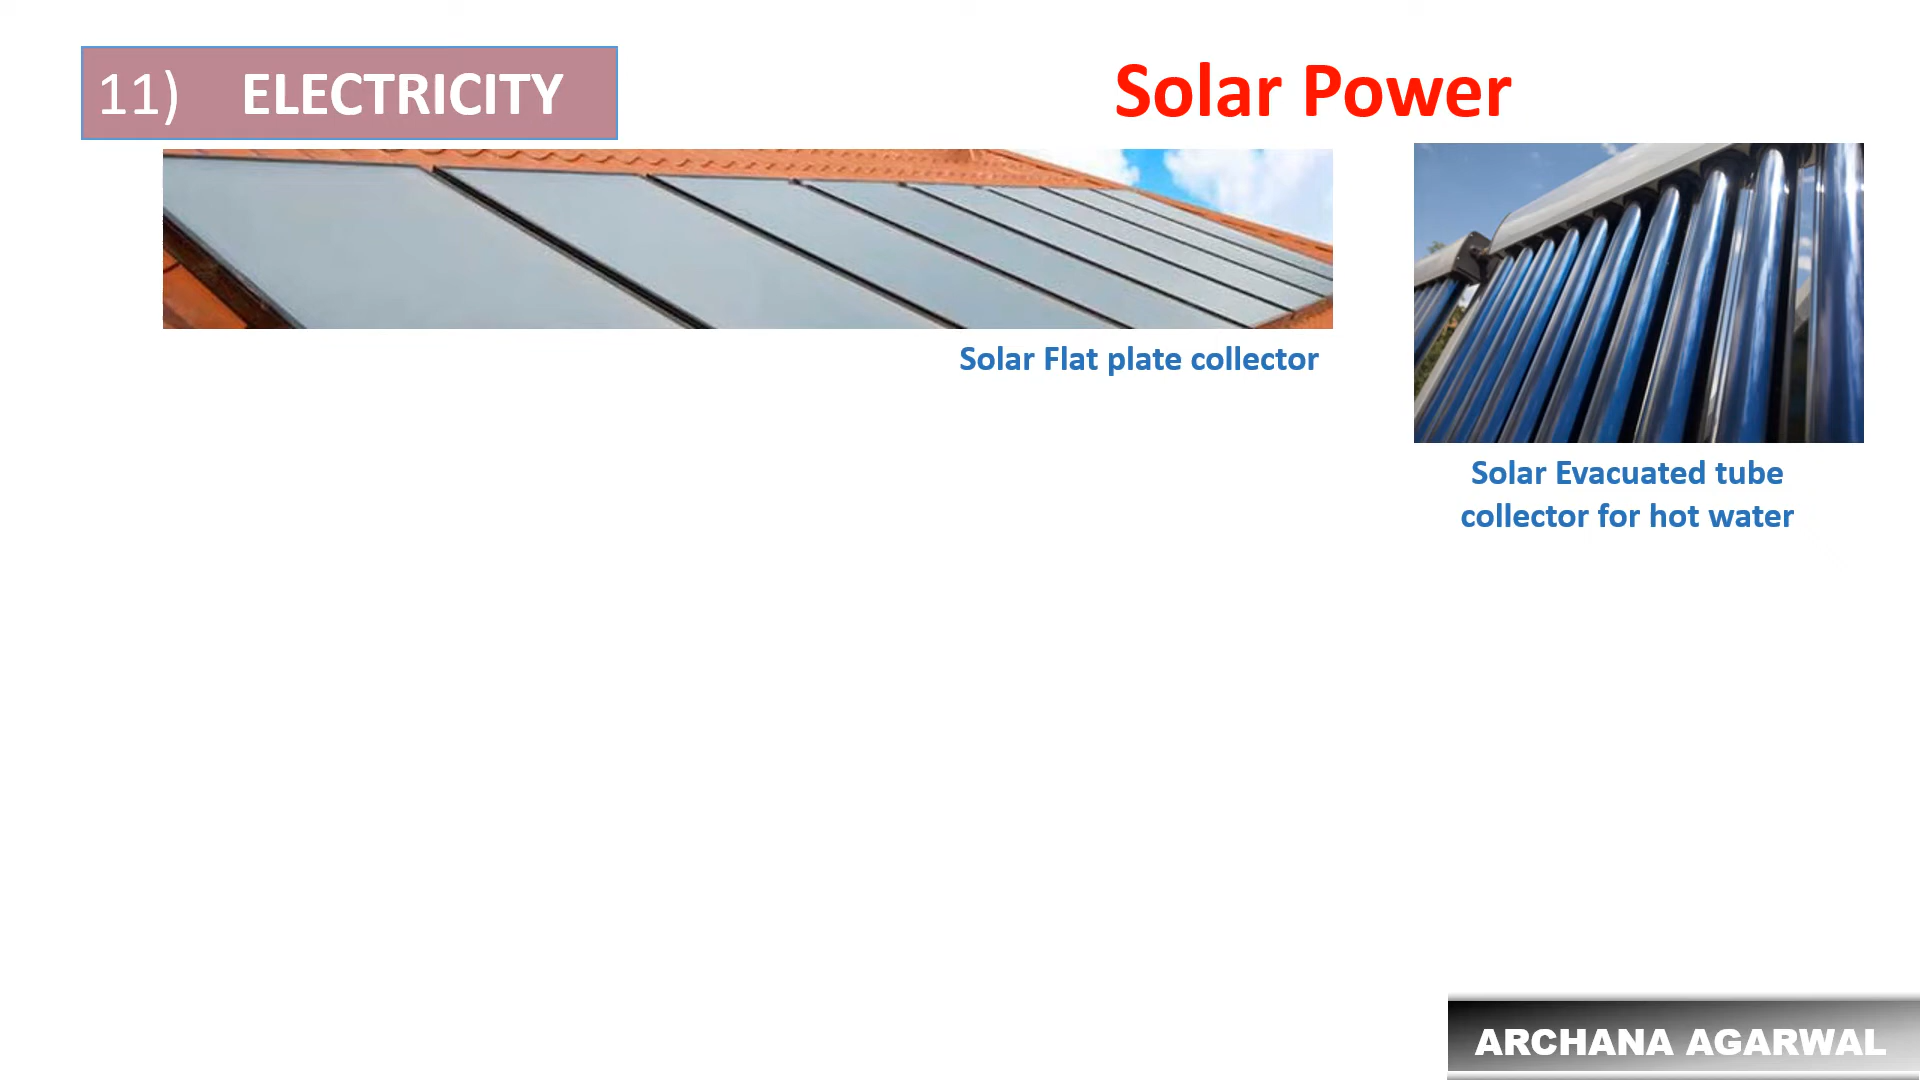 11) ELECTRICITY
Solar Power
Solar Flat plate collector
Solar Evacuated tube
collector for hot water
ARCHANA AGARWAL